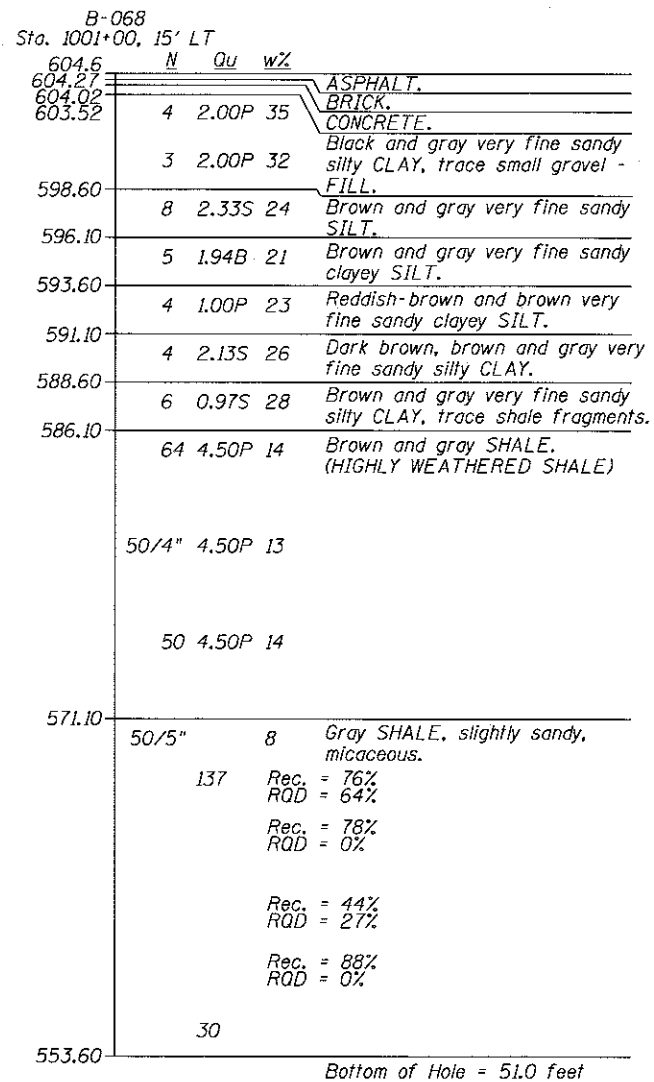 B-068
Sta. 1001+00, 15' LT
N Qu w%
604.6
604.27 ASPHALT.
604.02 BRICK.
603.52 4 2.00P 35 CONCRETE.
Black and gray very fine sandy
3 2.00P 32 silty CLAY, trace small gravel -
598.60 FILL.
8 2.33S 24 Brown and gray very fine sandy
SILT.
596.10
5 1.94B 21 Brown and gray very fine sandy
clayey SILT.
593.60
4 1.00P 23 Reddish-brown and brown very
fine sandy clayey SILT.
591.10
4 2.13S 26 Dark brown, brown and gray very
fine sandy silty CLAY.
588.60
6 0.97S 28 Brown and gray very fine sandy
silty CLAY, trace shale fragments.
586.10
64 4.50P 14 Brown and gray SHALE.
(HIGHLY WEATHERED SHALE)
50/4" 4.50P 13
50 4.50P 14
571.10
50/5" 8 Gray SHALE, slightly sandy,
micaceous.
137 Rec. = 76%
RQD = 64%
Rec. = 78%
RQD = 0%
Rec. = 44%
RQD = 27%
Rec. = 88%
RQD = 0%
30
553.60
Bottom of Hole = 51.0 feet